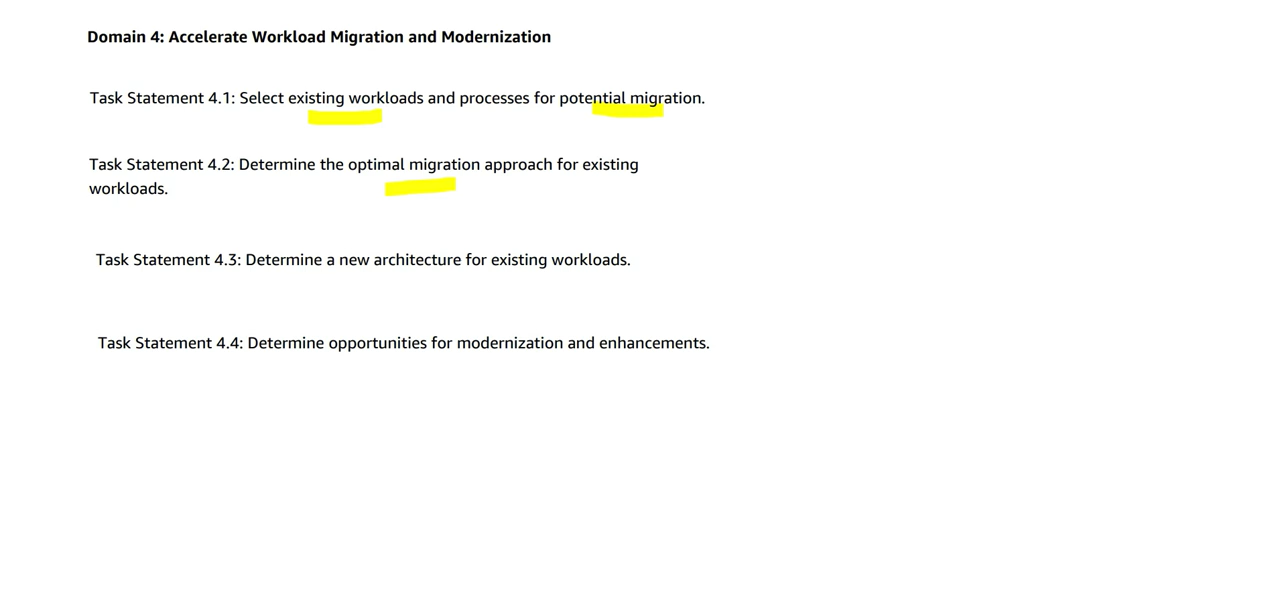 Domain 4: Accelerate Workload Migration and Modernization
Task Statement 4.1: Select existing workloads and processes for potential migration.
Task Statement 4.2: Determine the optimal migration approach for existing
workloads.
Task Statement 4.3: Determine a new architecture for existing workloads.
Task Statement 4.4: Determine opportunities for modernization and enhancements.